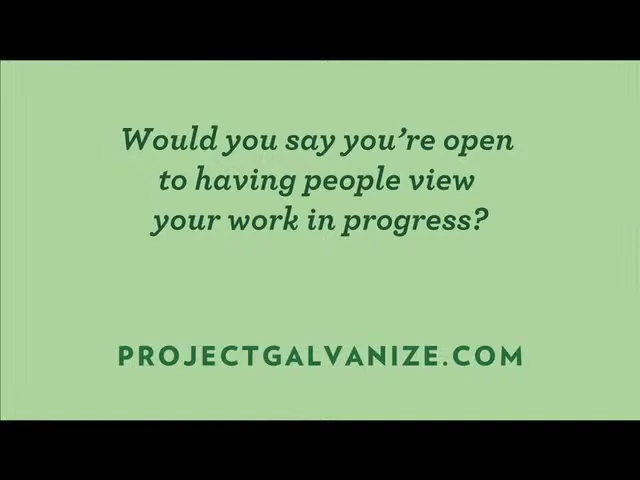 Would you say you’re open
to having people view
your work in progress?
PROJECTGALVANIZE.COM